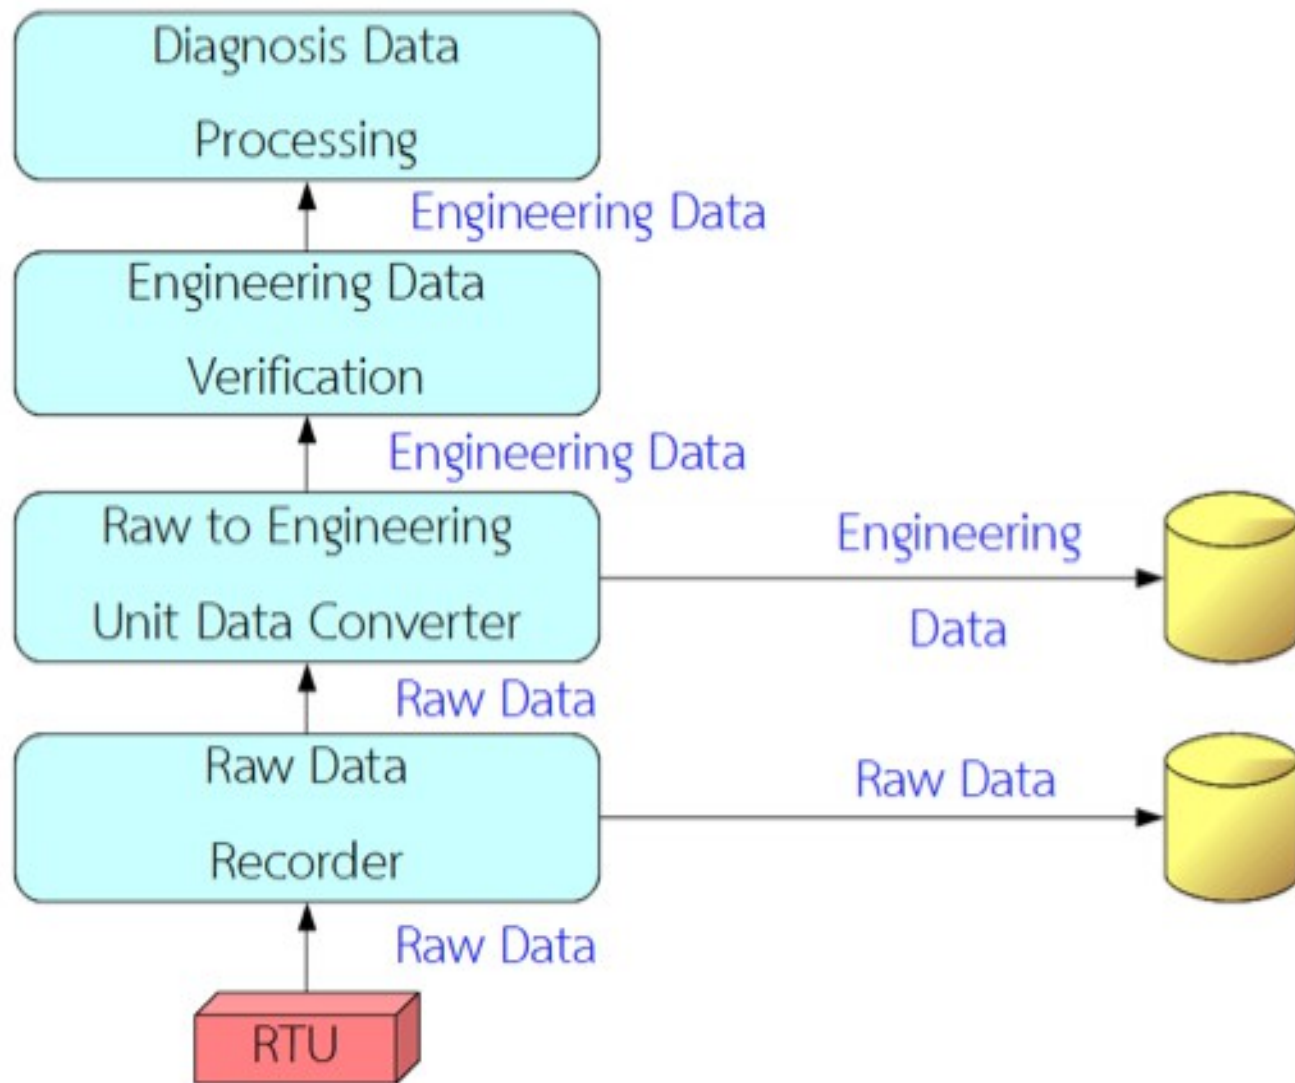 Diagnosis Data
Processing
Engineering Data
Engineering Data
Verification
Engineering Data
Raw to Engineering
Unit Data Converter
Engineering
Data
Raw Data
Raw Data
Recorder
Raw Data
Raw Data
RTU